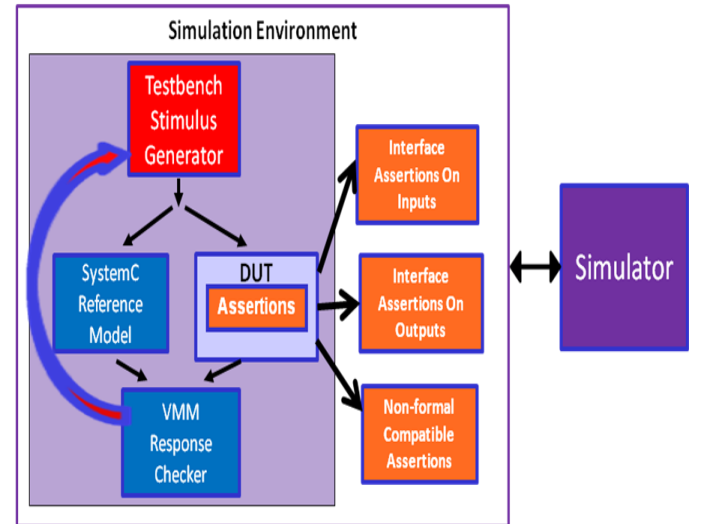 Simulation Environment
Testbench
Stimulus
Generator
Interface
Assertions On
Inputs
SystemC
Reference
Model
DUT
Assertions
Interface
Assertions On
Outputs
Simulator
VMM
Response
Checker
Non-formal
Compatible
Assertions